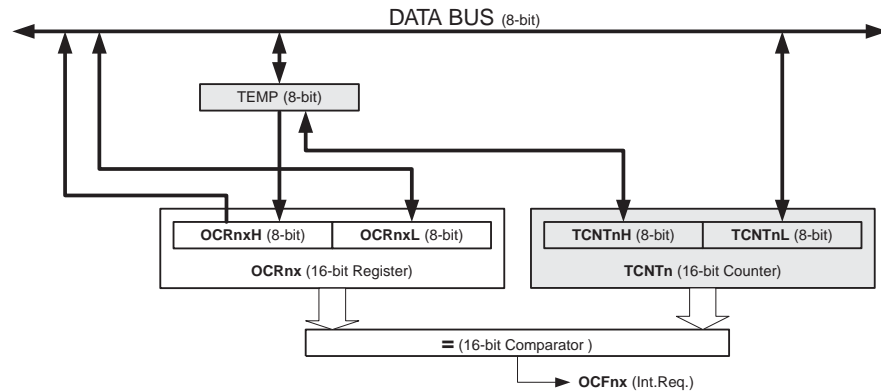 DATA BUS (8-bit)
TEMP (8-bit)
OCRnxH (8-bit) OCRnxL (8-bit) TCNTnH (8-bit) TCNTnL (8-bit)
OCRnx (16-bit Register) TCNTn (16-bit Counter)
= (16-bit Comparator )
OCFnx (Int.Req.)